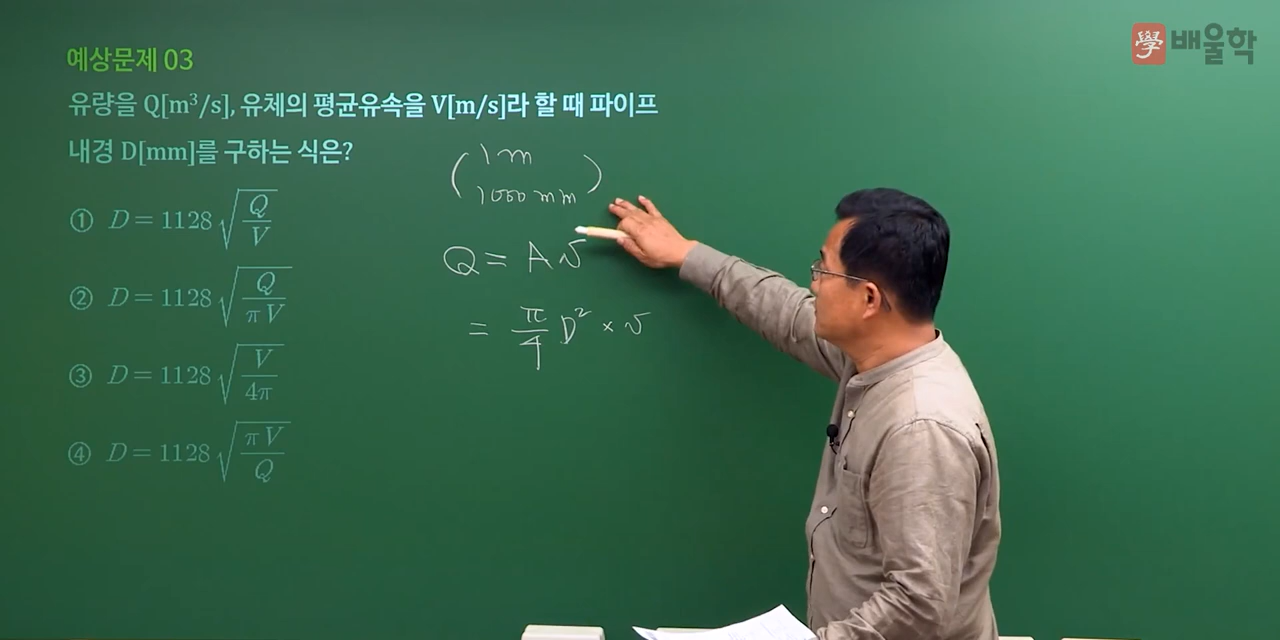 學 배울학
예상문제 03
유량을 Q[m³/s], 유체의 평균유속을 V[m/s]라 할 때 파이프
내경 D[mm]를 구하는 식은?
① D = 1128 √(Q/V)
② D = 1128 √(Q/(π V))
③ D = 1128 √(V/(4π))
④ D = 1128 √((π V)/Q)
( 1m
1000 mm )
Q = A v
= π/4 D² × v